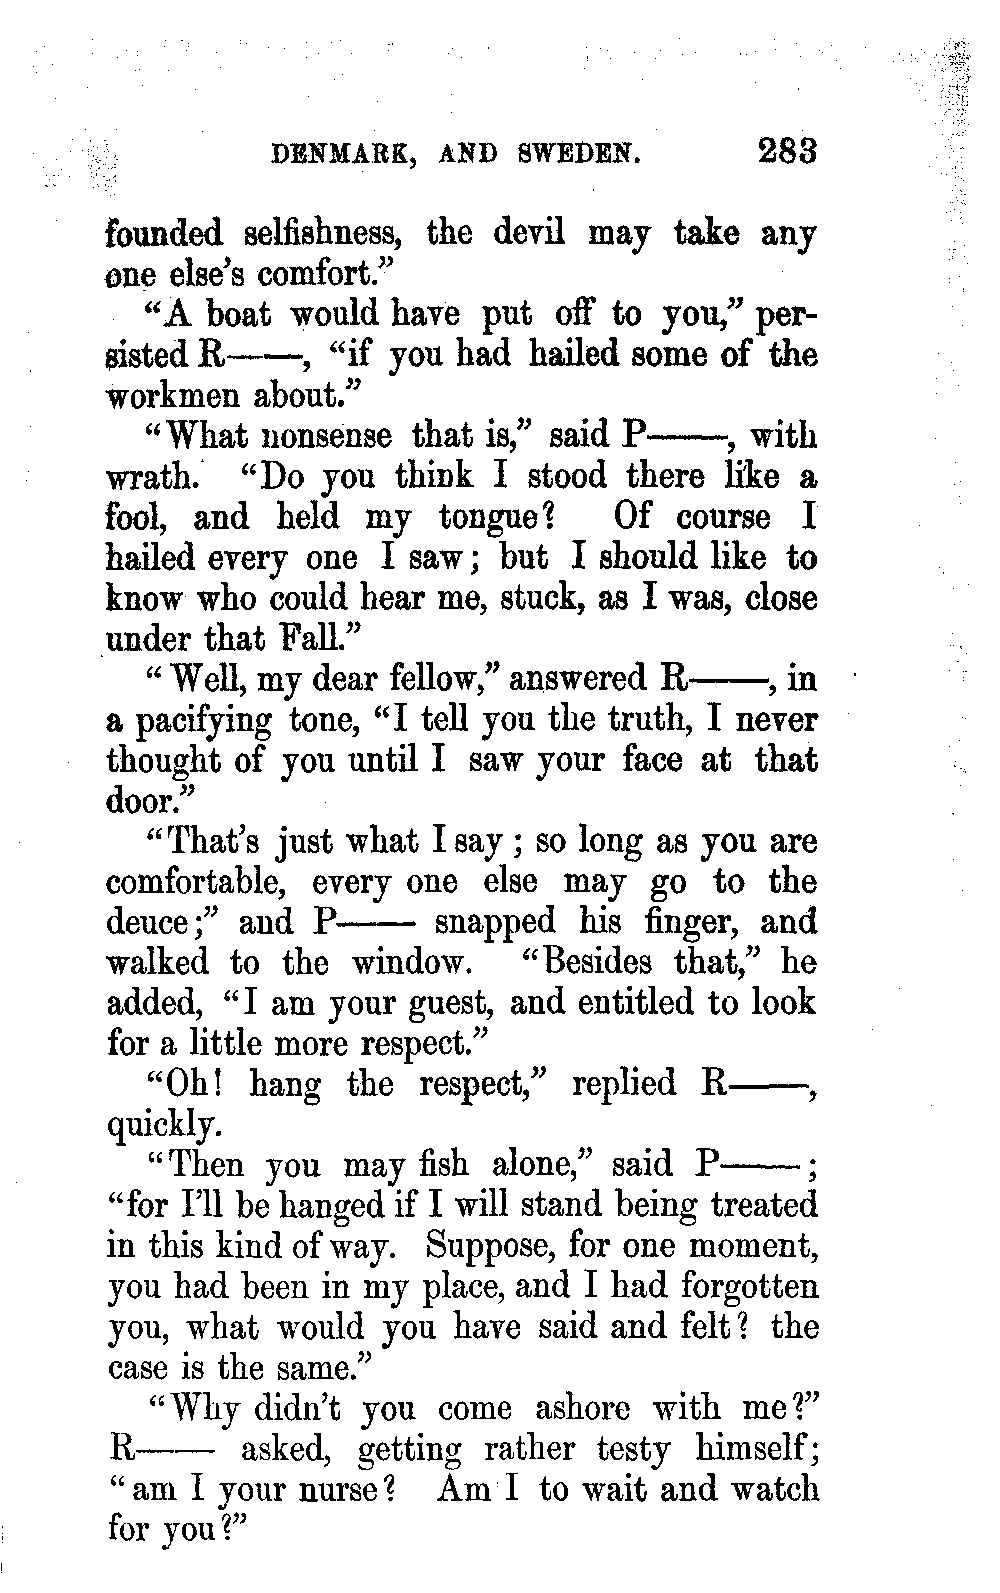 DENMARK, AND SWEDEN. 283
founded selfishness, the devil may take any
one else's comfort.”
“A boat would have put off to you,” per-
sisted R——, “if you had hailed some of the
workmen about.”
“What nonsense that is,” said P——, with
wrath. “Do you think I stood there like a
fool, and held my tongue? Of course I
hailed every one I saw; but I should like to
know who could hear me, stuck, as I was, close
under that Fall.”
“Well, my dear fellow,” answered R——, in
a pacifying tone, “I tell you the truth, I never
thought of you until I saw your face at that
door.”
“That's just what I say; so long as you are
comfortable, every one else may go to the
deuce;” and P—— snapped his finger, and
walked to the window. “Besides that,” he
added, “I am your guest, and entitled to look
for a little more respect.”
“Oh! hang the respect,” replied R——,
quickly.
“Then you may fish alone,” said P——;
“for I'll be hanged if I will stand being treated
in this kind of way. Suppose, for one moment,
you had been in my place, and I had forgotten
you, what would you have said and felt? the
case is the same.”
“Why didn't you come ashore with me?”
R—— asked, getting rather testy himself;
“am I your nurse? Am I to wait and watch
for you?”